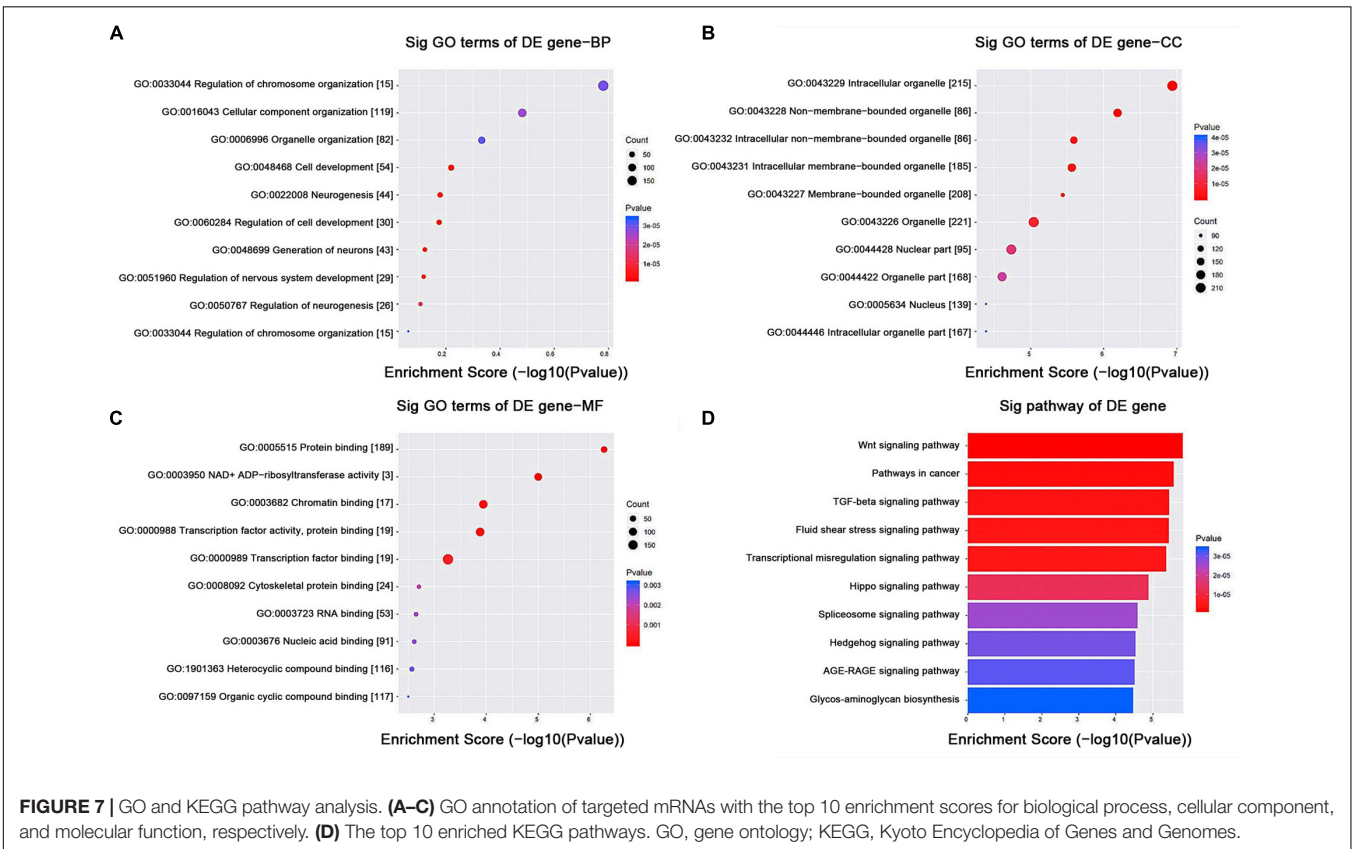 A
Sig GO terms of DE gene-BP
GO:0033044 Regulation of chromosome organization [15]
GO:0016043 Cellular component organization [119]
GO:0006996 Organelle organization [82]
GO:0048468 Cell development [54]
GO:0022008 Neurogenesis [44]
GO:0060284 Regulation of cell development [30]
GO:0048699 Generation of neurons [43]
GO:0051960 Regulation of nervous system development [29]
GO:0050767 Regulation of neurogenesis [26]
GO:0033044 Regulation of chromosome organization [15]
0.2 0.4 0.6 0.8
Enrichment Score (−log10(Pvalue))
Count
50
100
150
Pvalue
3e-05
2e-05
1e-05
B
Sig GO terms of DE gene-CC
GO:0043229 Intracellular organelle [215]
GO:0043228 Non−membrane−bounded organelle [86]
GO:0043232 Intracellular non−membrane−bounded organelle [86]
GO:0043231 Intracellular membrane−bounded organelle [185]
GO:0043227 Membrane−bounded organelle [208]
GO:0043226 Organelle [221]
GO:0044428 Nuclear part [95]
GO:0044422 Organelle part [168]
GO:0005634 Nucleus [139]
GO:0044446 Intracellular organelle part [167]
5 6 7
Enrichment Score (−log10(Pvalue))
Pvalue
4e-05
3e-05
2e-05
1e-05
Count
90
120
150
180
210
C
Sig GO terms of DE gene-MF
GO:0005515 Protein binding [189]
GO:0003950 NAD+ ADP−ribosyltransferase activity [3]
GO:0003682 Chromatin binding [17]
GO:0000988 Transcription factor activity, protein binding [19]
GO:0000989 Transcription factor binding [19]
GO:0008092 Cytoskeletal protein binding [24]
GO:0003723 RNA binding [53]
GO:0003676 Nucleic acid binding [91]
GO:1901363 Heterocyclic compound binding [116]
GO:0097159 Organic cyclic compound binding [117]
3 4 5 6
Enrichment Score (−log10(Pvalue))
Count
50
100
150
Pvalue
0.003
0.002
0.001
D
Sig pathway of DE gene
Wnt signaling pathway
Pathways in cancer
TGF-beta signaling pathway
Fluid shear stress signaling pathway
Transcriptional misregulation signaling pathway
Hippo signaling pathway
Spliceosome signaling pathway
Hedgehog signaling pathway
AGE-RAGE signaling pathway
Glycos-aminoglycan biosynthesis
0 1 2 3 4 5
Enrichment Score (−log10(Pvalue))
Pvalue
3e-05
2e-05
1e-05
FIGURE 7 | GO and KEGG pathway analysis. (A–C) GO annotation of targeted mRNAs with the top 10 enrichment scores for biological process, cellular component,
and molecular function, respectively. (D) The top 10 enriched KEGG pathways. GO, gene ontology; KEGG, Kyoto Encyclopedia of Genes and Genomes.